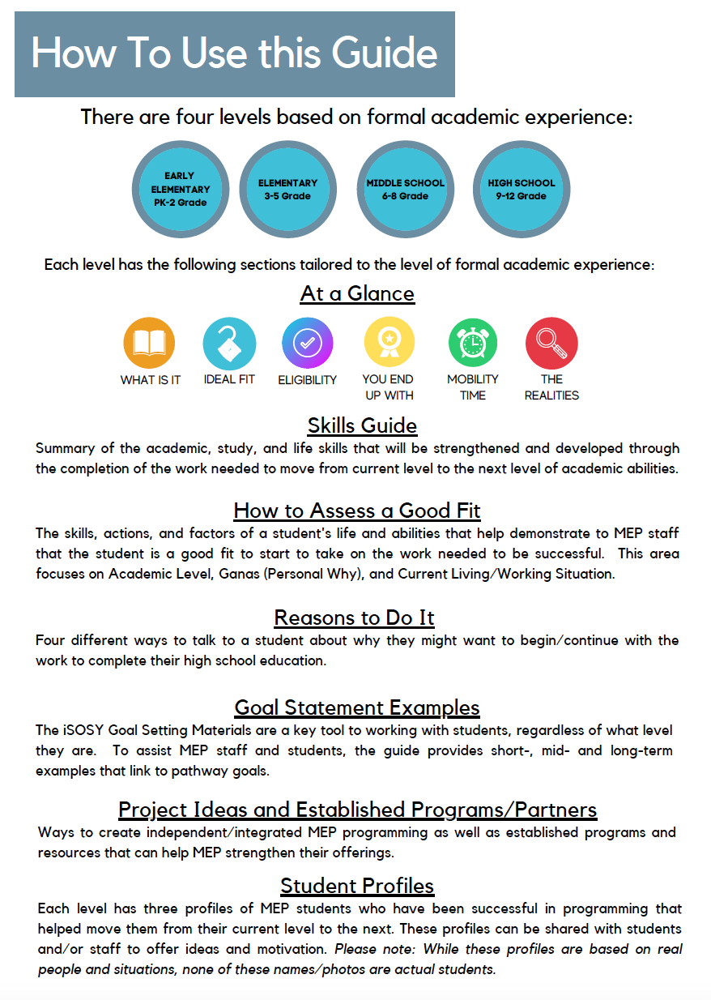 How To Use this Guide
There are four levels based on formal academic experience:
EARLY
ELEMENTARY
PK-2 Grade
ELEMENTARY
3-5 Grade
MIDDLE SCHOOL
6-8 Grade
HIGH SCHOOL
9-12 Grade
Each level has the following sections tailored to the level of formal academic experience:
At a Glance
WHAT IS IT
IDEAL FIT
ELIGIBILITY
YOU END
UP WITH
MOBILITY
TIME
THE
REALITIES
Skills Guide
Summary of the academic, study, and life skills that will be strengthened and developed through
the completion of the work needed to move from current level to the next level of academic abilities.
How to Assess a Good Fit
The skills, actions, and factors of a student's life and abilities that help demonstrate to MEP staff
that the student is a good fit to start to take on the work needed to be successful. This area
focuses on Academic Level, Ganas (Personal Why), and Current Living/Working Situation.
Reasons to Do It
Four different ways to talk to a student about why they might want to begin/continue with the
work to complete their high school education.
Goal Statement Examples
The iSOSY Goal Setting Materials are a key tool to working with students, regardless of what level
they are. To assist MEP staff and students, the guide provides short-, mid- and long-term
examples that link to pathway goals.
Project Ideas and Established Programs/Partners
Ways to create independent/integrated MEP programming as well as established programs and
resources that can help MEP strengthen their offerings.
Student Profiles
Each level has three profiles of MEP students who have been successful in programming that
helped move them from their current level to the next. These profiles can be shared with students
and/or staff to offer ideas and motivation. Please note: While these profiles are based on real
people and situations, none of these names/photos are actual students.